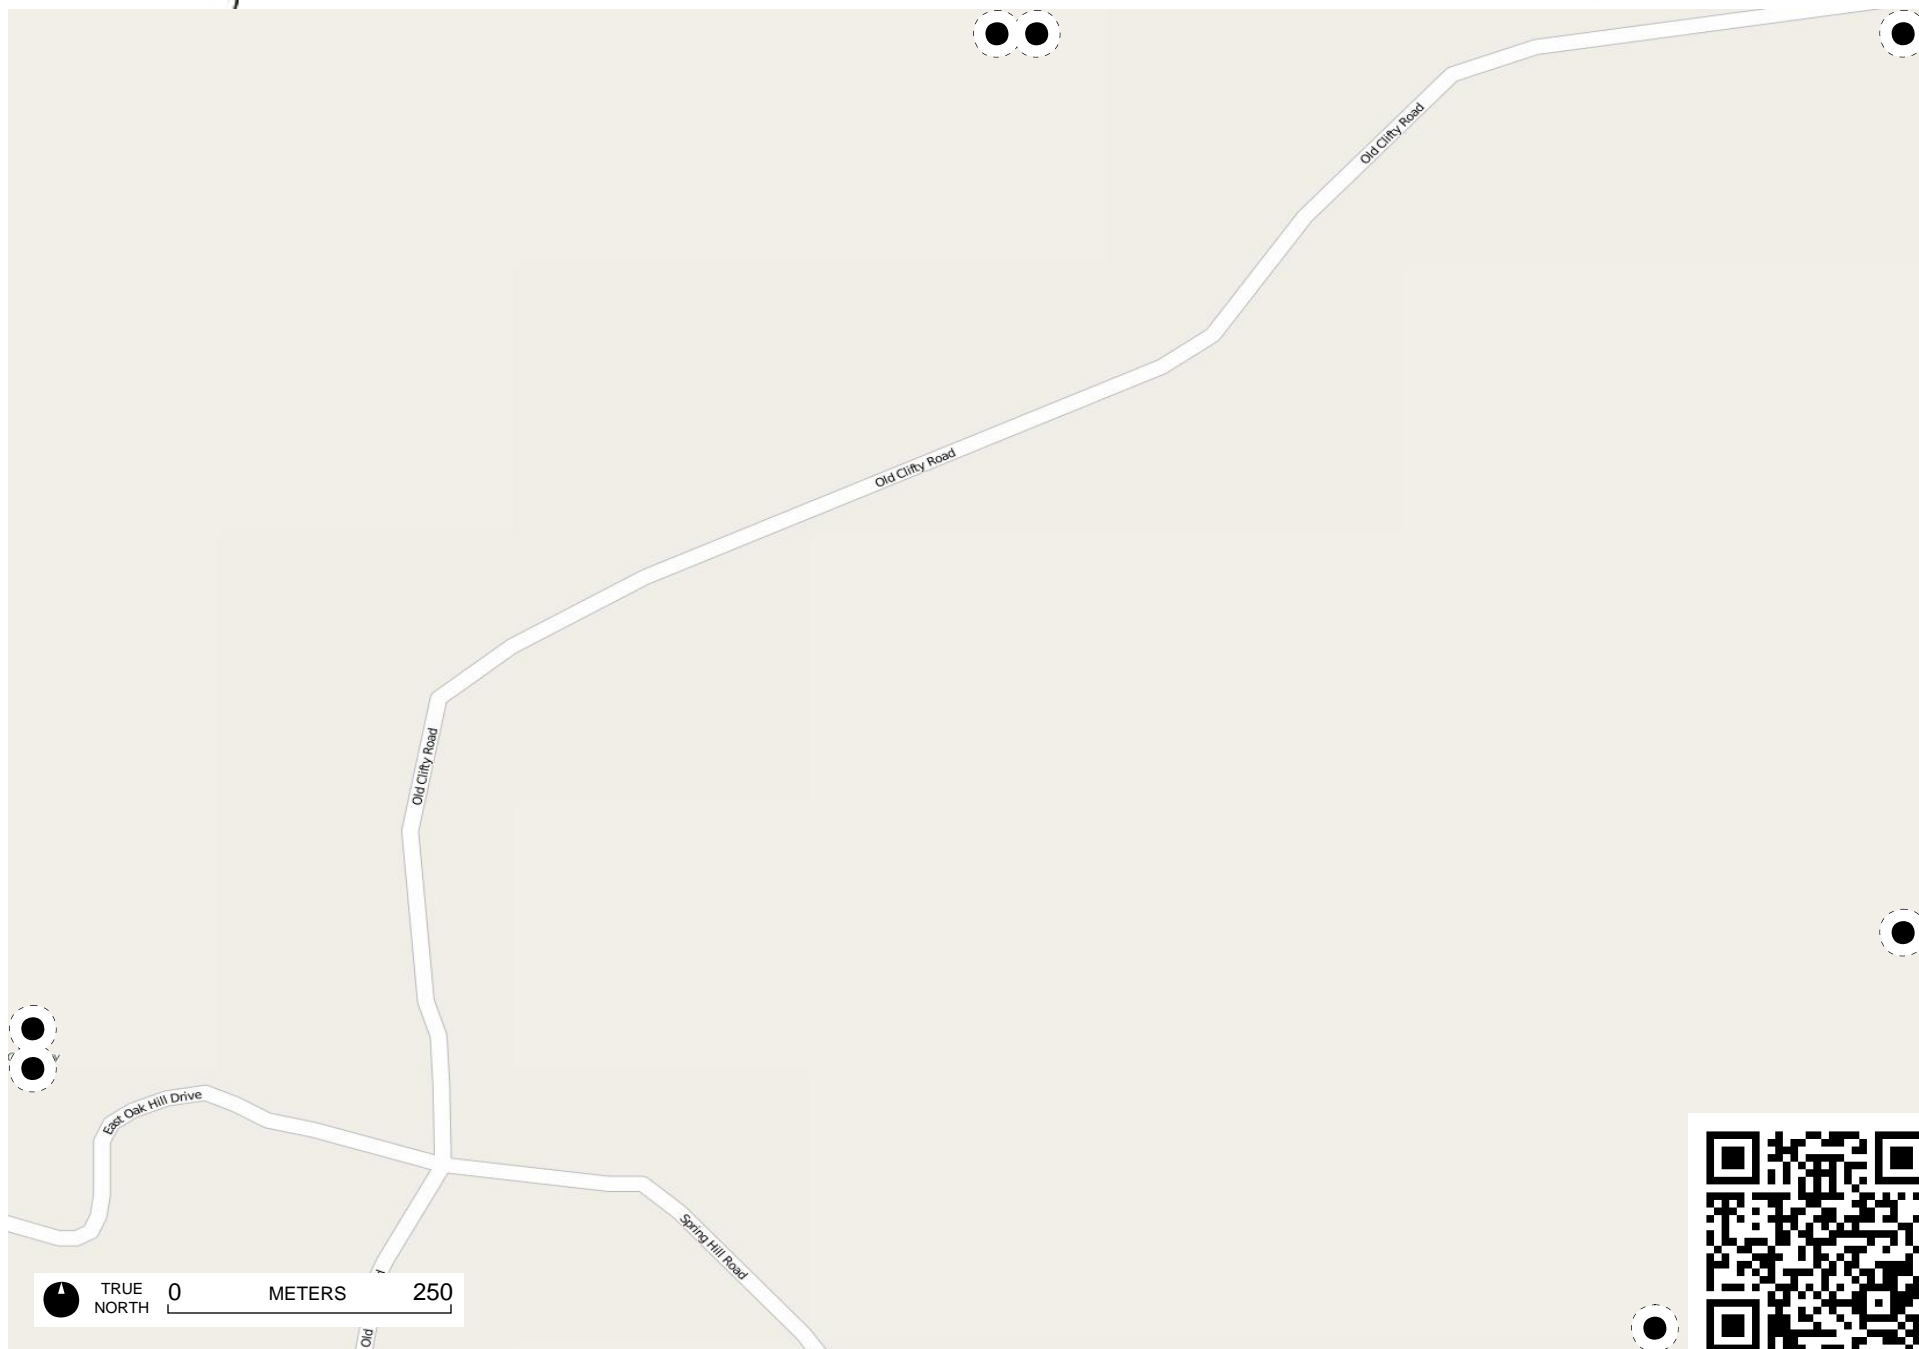 Old Clifty Road
Old Clifty Road
Old Clifty Road
East Oak Hill Drive
Spring Hill Road
TRUE
NORTH
0 METERS 250
Old